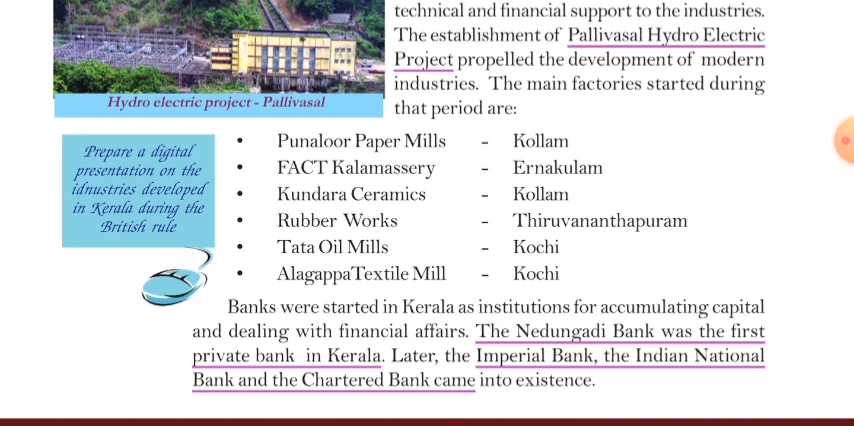 technical and financial support to the industries.
The establishment of Pallivasal Hydro Electric
Project propelled the development of modern
industries. The main factories started during
that period are:
Hydro electric project - Pallivasal
Prepare a digital
presentation on the
idnustries developed
in Kerala during the
British rule
• Punaloor Paper Mills - Kollam
• FACT Kalamassery - Ernakulam
• Kundara Ceramics - Kollam
• Rubber Works - Thiruvananthapuram
• Tata Oil Mills - Kochi
• AlagappaTextile Mill - Kochi
Banks were started in Kerala as institutions for accumulating capital
and dealing with financial affairs. The Nedungadi Bank was the first
private bank in Kerala. Later, the Imperial Bank, the Indian National
Bank and the Chartered Bank came into existence.